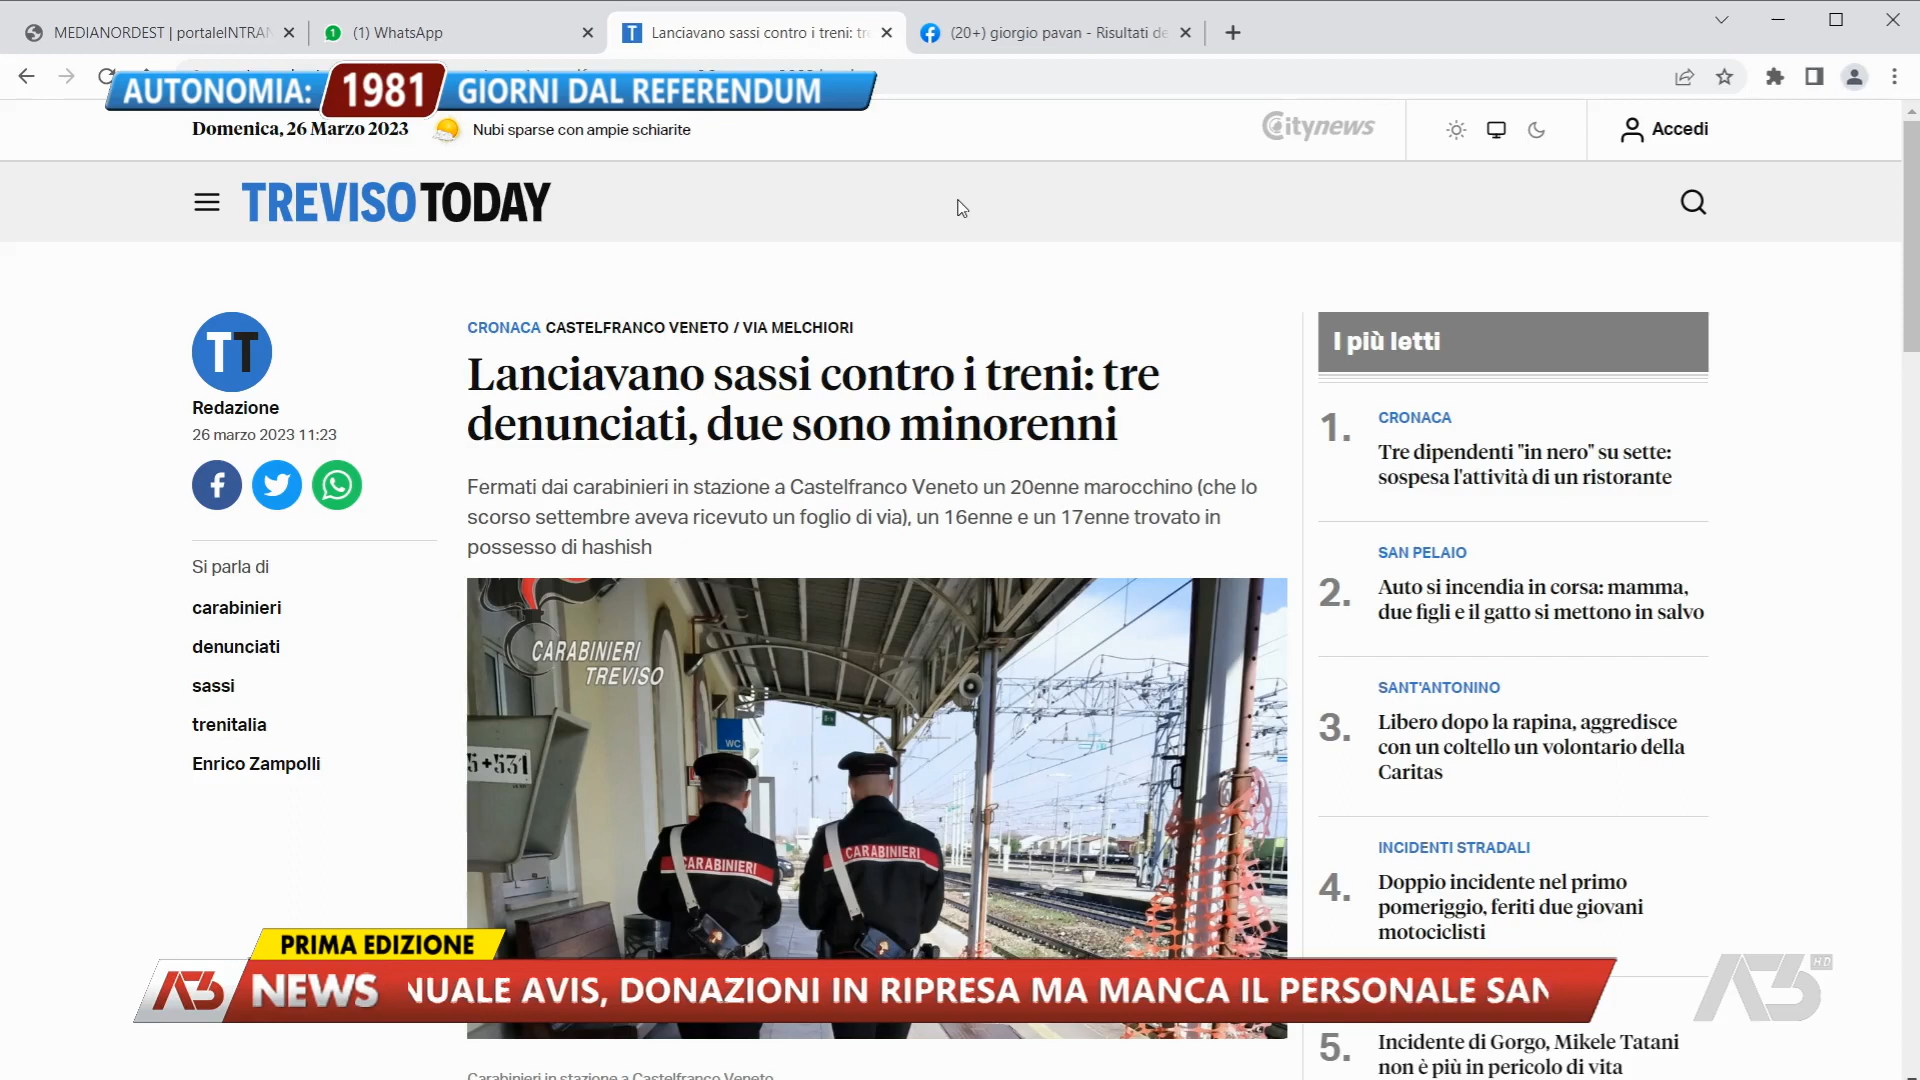 MEDIANORDEST | portaleINTRAN
(1) WhatsApp
Lanciavano sassi contro i treni: tre
(20+) giorgio pavan - Risultati de
AUTONOMIA: 1981 GIORNI DAL REFERENDUM
Domenica, 26 Marzo 2023
Nubi sparse con ampie schiarite
Citynews
Accedi
TREVISOTODAY
TT
Redazione
26 marzo 2023 11:23
Si parla di
carabinieri
denunciati
sassi
trenitalia
Enrico Zampolli
CRONACA CASTELFRANCO VENETO / VIA MELCHIORI
Lanciavano sassi contro i treni: tre
denunciati, due sono minorenni
Fermati dai carabinieri in stazione a Castelfranco Veneto un 20enne marocchino (che lo
scorso settembre aveva ricevuto un foglio di via), un 16enne e un 17enne trovato in
possesso di hashish
CARABINIERI
TREVISO
WC
5+531
CARABINIERI
CARABINIERI
Carabinieri in stazione a Castelfranco Veneto
I più letti
1.
CRONACA
Tre dipendenti "in nero" su sette:
sospesa l'attività di un ristorante
2.
SAN PELAIO
Auto si incendia in corsa: mamma,
due figli e il gatto si mettono in salvo
3.
SANT'ANTONINO
Libero dopo la rapina, aggredisce
con un coltello un volontario della
Caritas
4.
INCIDENTI STRADALI
Doppio incidente nel primo
pomeriggio, feriti due giovani
motociclisti
5.
Incidente di Gorgo, Mikele Tatani
non è più in pericolo di vita
PRIMA EDIZIONE
A3 NEWS
NUALE AVIS, DONAZIONI IN RIPRESA MA MANCA IL PERSONALE SAN
A3 HD